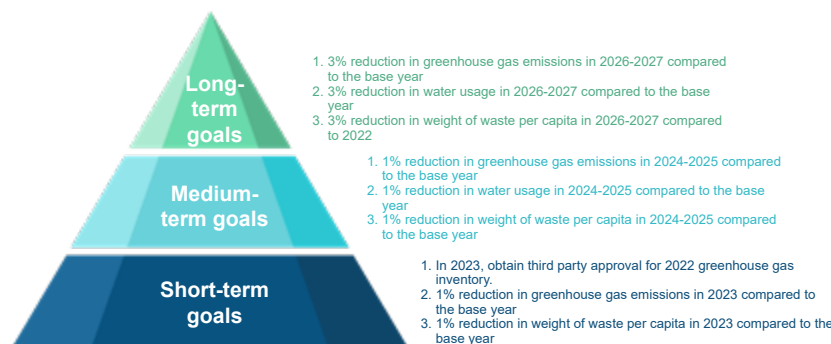 Long-
term
goals
1. 3% reduction in greenhouse gas emissions in 2026-2027 compared
to the base year
2. 3% reduction in water usage in 2026-2027 compared to the base
year
3. 3% reduction in weight of waste per capita in 2026-2027 compared
to 2022
Medium-
term goals
1. 1% reduction in greenhouse gas emissions in 2024-2025 compared
to the base year
2. 1% reduction in water usage in 2024-2025 compared to the base
year
3. 1% reduction in weight of waste per capita in 2024-2025 compared
to the base year
Short-term
goals
1. In 2023, obtain third party approval for 2022 greenhouse gas
inventory.
2. 1% reduction in greenhouse gas emissions in 2023 compared to
the base year
3. 1% reduction in weight of waste per capita in 2023 compared to the
base year